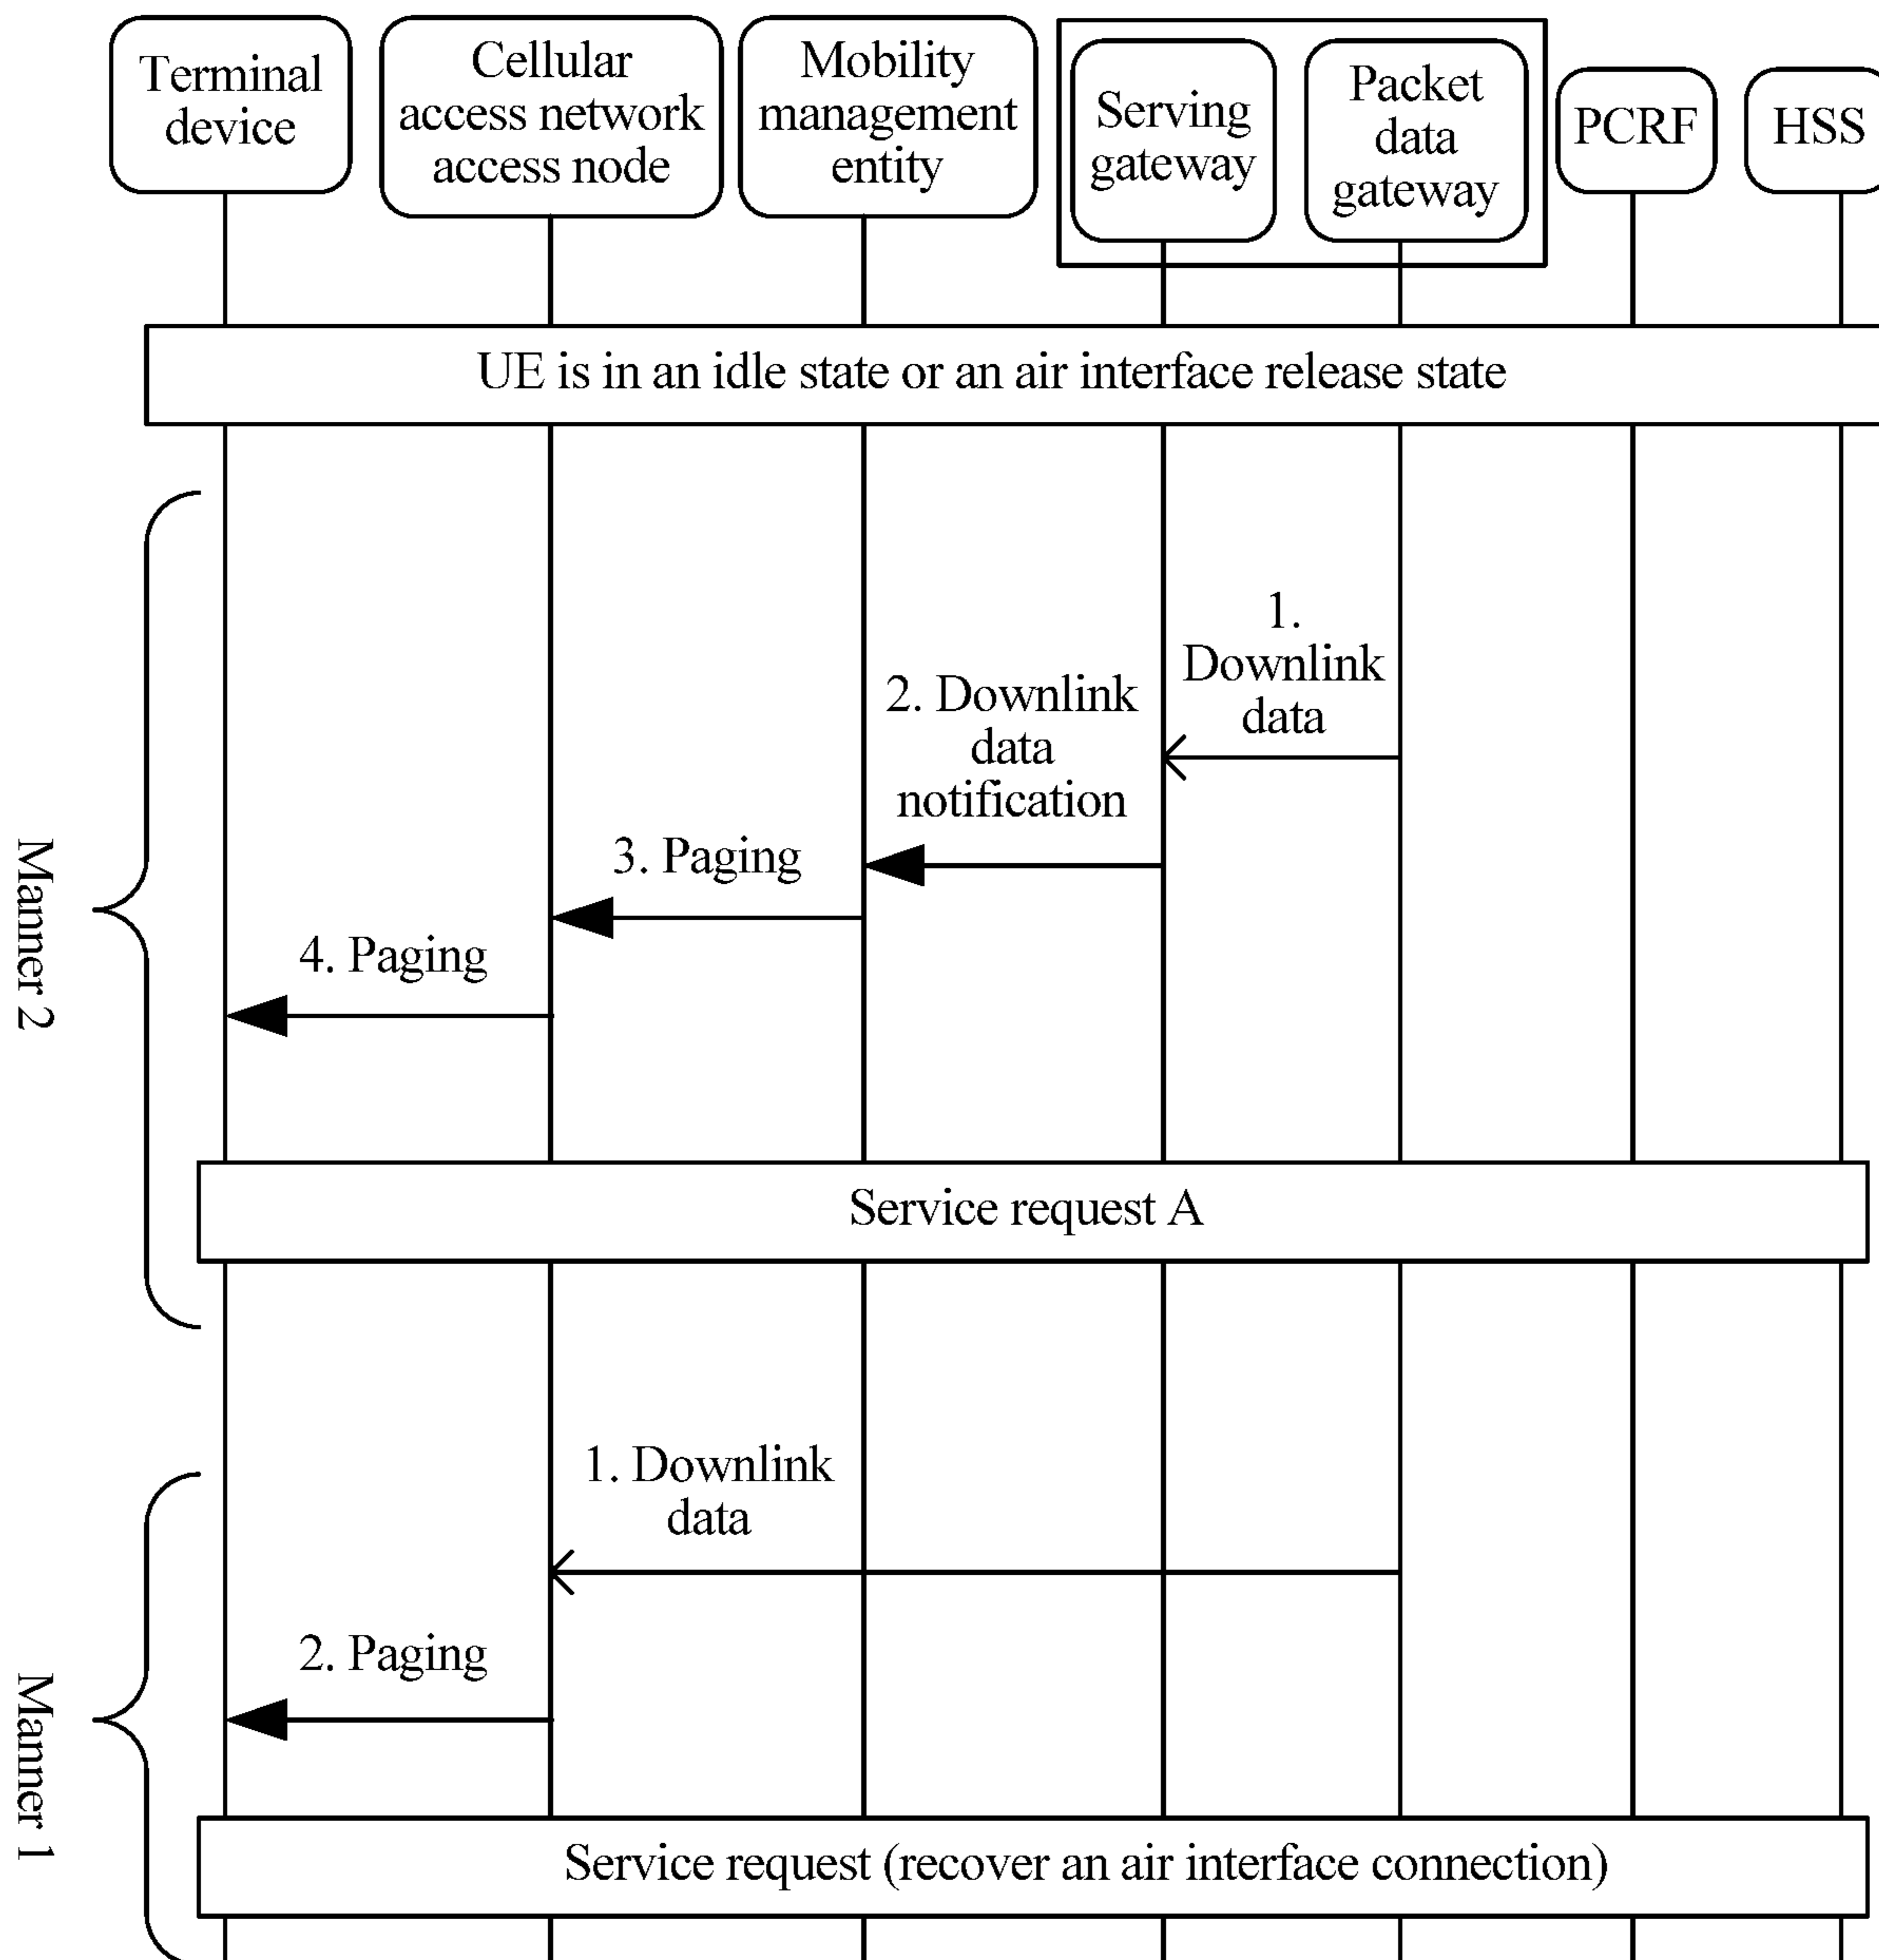 Terminal
device
Cellular
access network
access node
Mobility
management
entity
Serving
gateway
Packet
data
gateway
PCRF
HSS
UE is in an idle state or an air interface release state
Manner 2
1.
Downlink
data
2. Downlink
data
notification
3. Paging
4. Paging
Service request A
Manner 1
1. Downlink
data
2. Paging
Service request (recover an air interface connection)